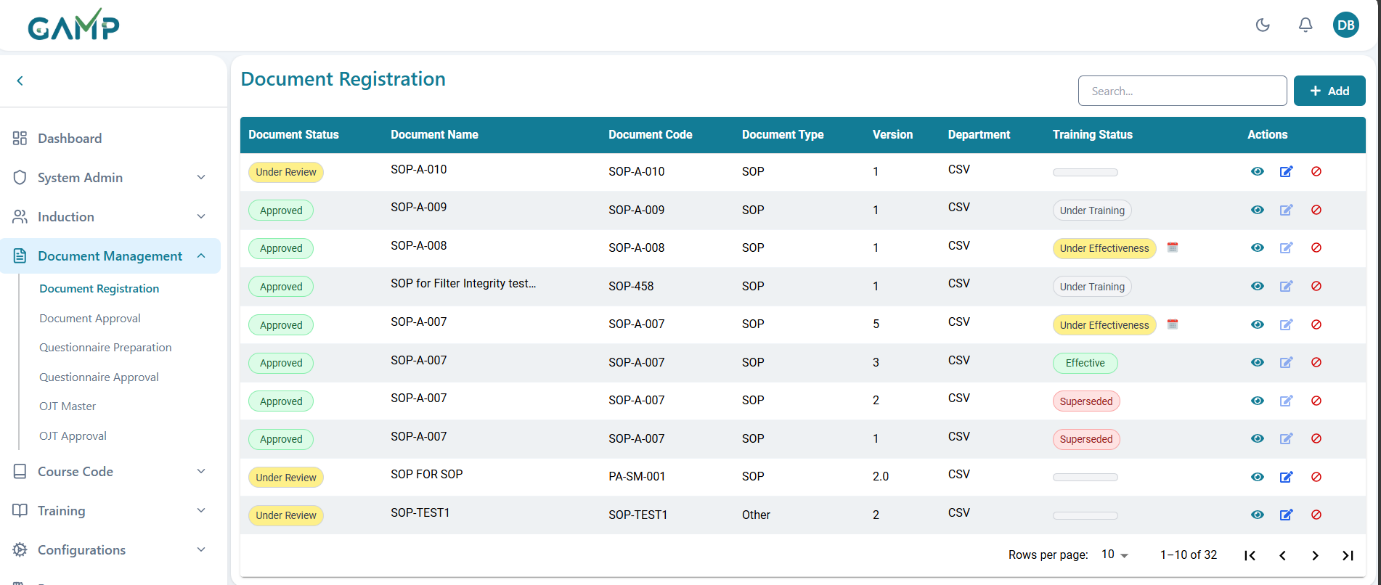 GAMP
DB
Document Registration
Search...
+ Add
Dashboard
System Admin
Induction
Document Management
Document Registration
Document Approval
Questionnaire Preparation
Questionnaire Approval
OJT Master
OJT Approval
Course Code
Training
Configurations
Document Status Document Name Document Code Document Type Version Department Training Status Actions
Under Review SOP-A-010 SOP-A-010 SOP 1 CSV
Approved SOP-A-009 SOP-A-009 SOP 1 CSV Under Training
Approved SOP-A-008 SOP-A-008 SOP 1 CSV Under Effectiveness
Approved SOP for Filter Integrity test... SOP-458 SOP 1 CSV Under Training
Approved SOP-A-007 SOP-A-007 SOP 5 CSV Under Effectiveness
Approved SOP-A-007 SOP-A-007 SOP 3 CSV Effective
Approved SOP-A-007 SOP-A-007 SOP 2 CSV Superseded
Approved SOP-A-007 SOP-A-007 SOP 1 CSV Superseded
Under Review SOP FOR SOP PA-SM-001 SOP 2.0 CSV
Under Review SOP-TEST1 SOP-TEST1 Other 2 CSV
Rows per page: 10 1–10 of 32